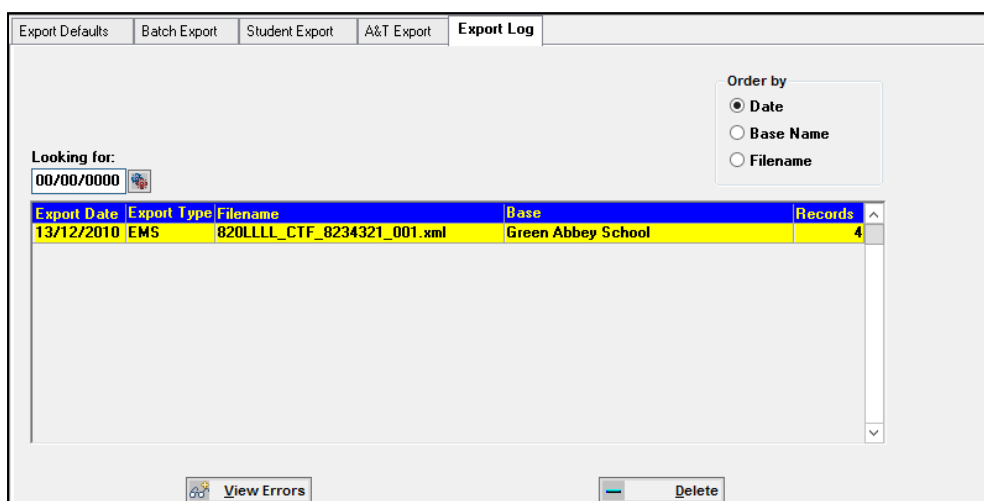 Export Defaults Batch Export Student Export A&T Export Export Log
Order by
Date
Base Name
Filename
Looking for:
00/00/0000
Export Date Export Type Filename Base Records
13/12/2010 EMS 820LLLL_CTF_8234321_001.xml Green Abbey School 4
View Errors Delete